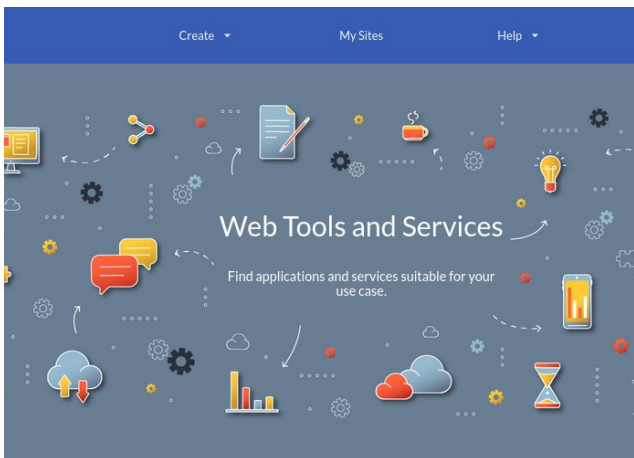 Create My Sites Help
Web Tools and Services
Find applications and services suitable for your
use case.